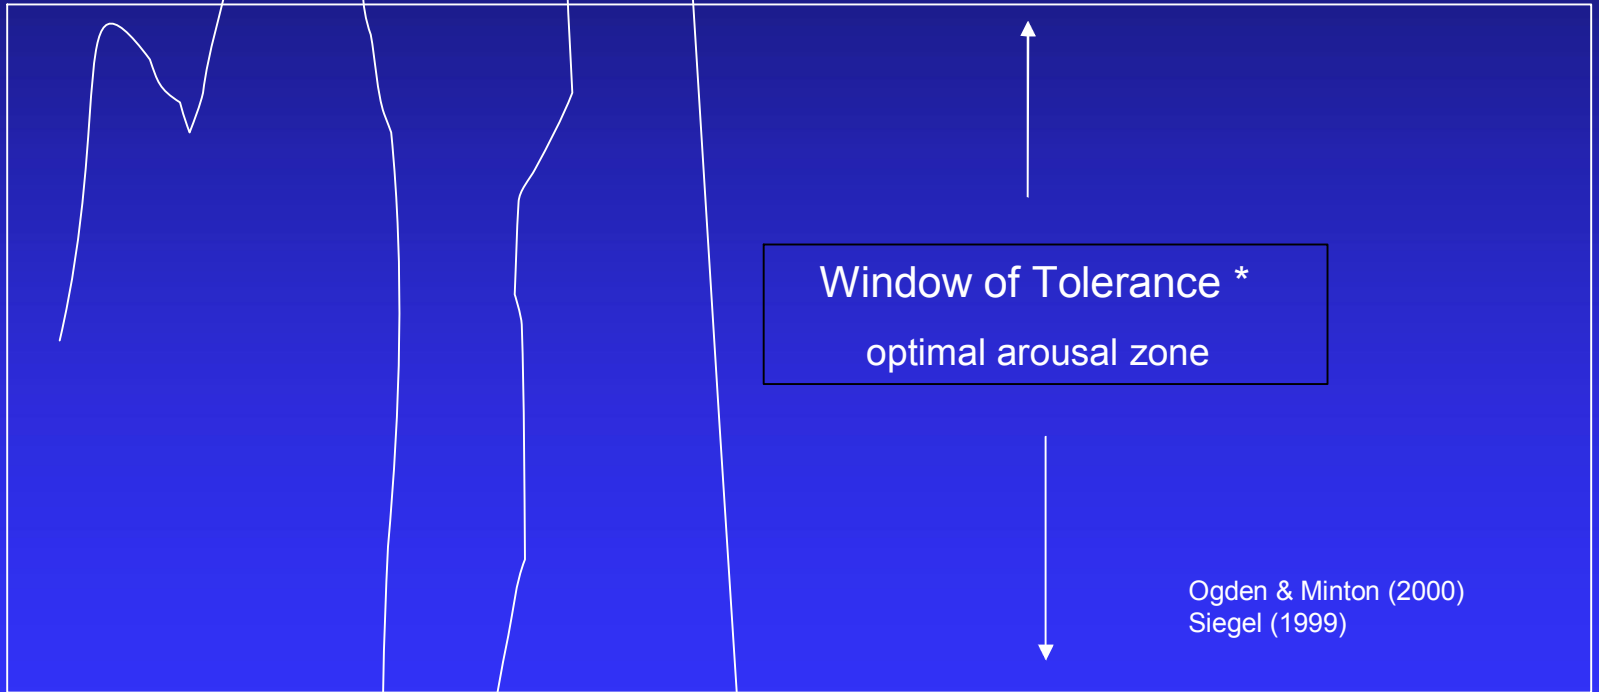 Window of Tolerance *
optimal arousal zone
Ogden & Minton (2000)
Siegel (1999)